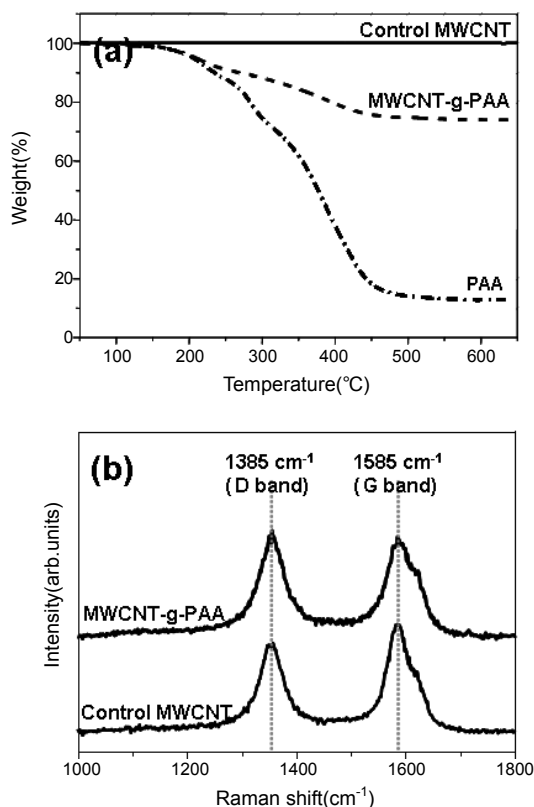 Control MWCNT
(a)
MWCNT-g-PAA
PAA
Weight(%)
100
80
60
40
20
0
100 200 300 400 500 600
Temperature(°C)
(b)
1385 cm⁻¹ 1585 cm⁻¹
(D band) (G band)
MWCNT-g-PAA
Control MWCNT
Intensity(arb.units)
1000 1200 1400 1600 1800
Raman shift(cm⁻¹)